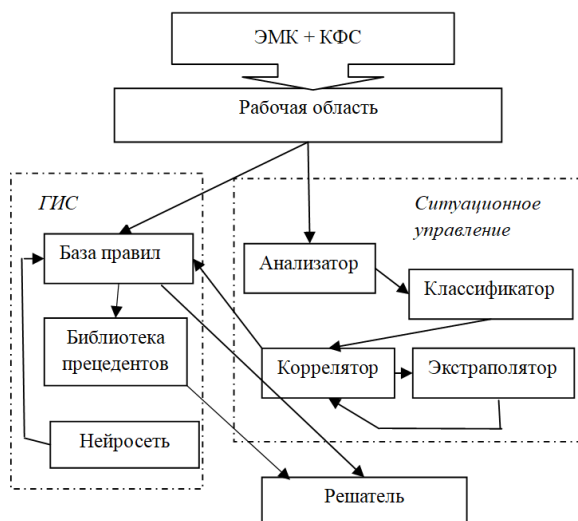 ЭМК + КФС
Рабочая область
ГИС
База правил
Библиотека
прецедентов
Нейросеть
Ситуационное
управление
Анализатор
Классификатор
Коррелятор
Экстраполятор
Решатель